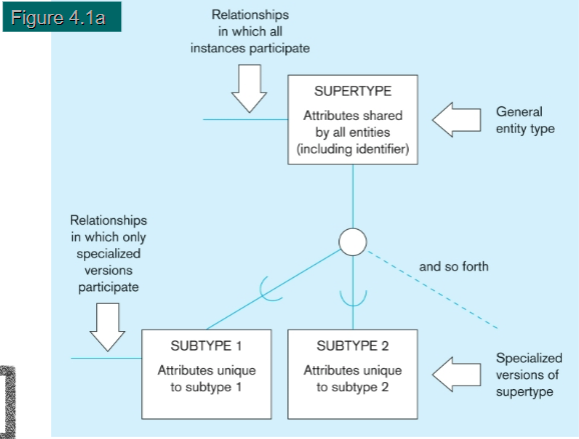 Figure 4.1a
Relationships
in which all
instances participate
SUPERTYPE
Attributes shared
by all entities
(including identifier)
General
entity type
Relationships
in which only
specialized
versions
participate
and so forth
SUBTYPE 1
Attributes unique
to subtype 1
SUBTYPE 2
Attributes unique
to subtype 2
Specialized
versions of
supertype